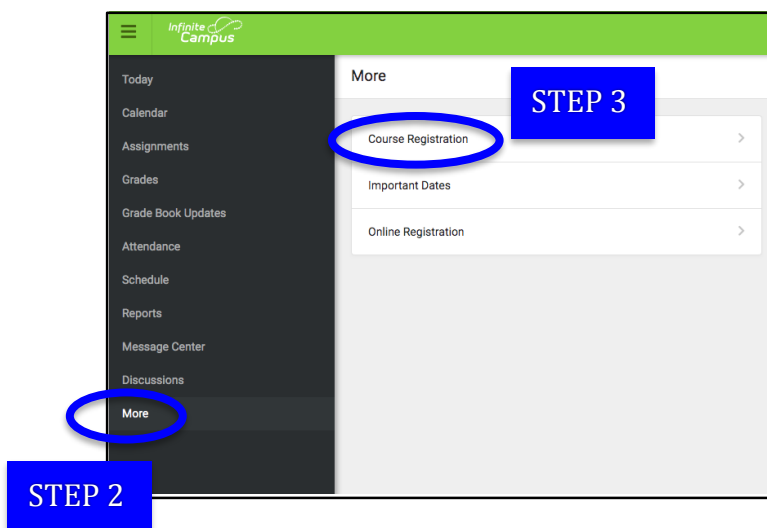 Infinite
Campus
Today
Calendar
Assignments
Grades
Grade Book Updates
Attendance
Schedule
Reports
Message Center
Discussions
More
STEP 2
More
STEP 3
Course Registration
Important Dates
Online Registration